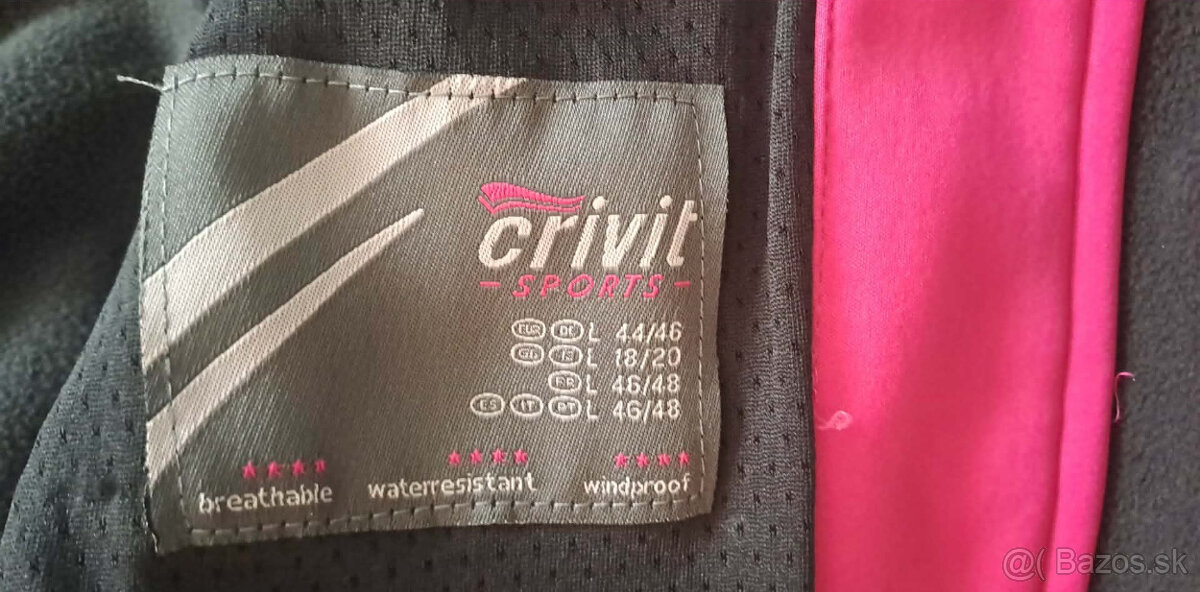 crivit
- SPORTS -
EUR DE L 44/46
GB IE L 18/20
FR L 46/48
ES IT PT L 46/48
★★★★ ★★★★ ★★★★
breathable waterresistant windproof
@( Bazos.sk